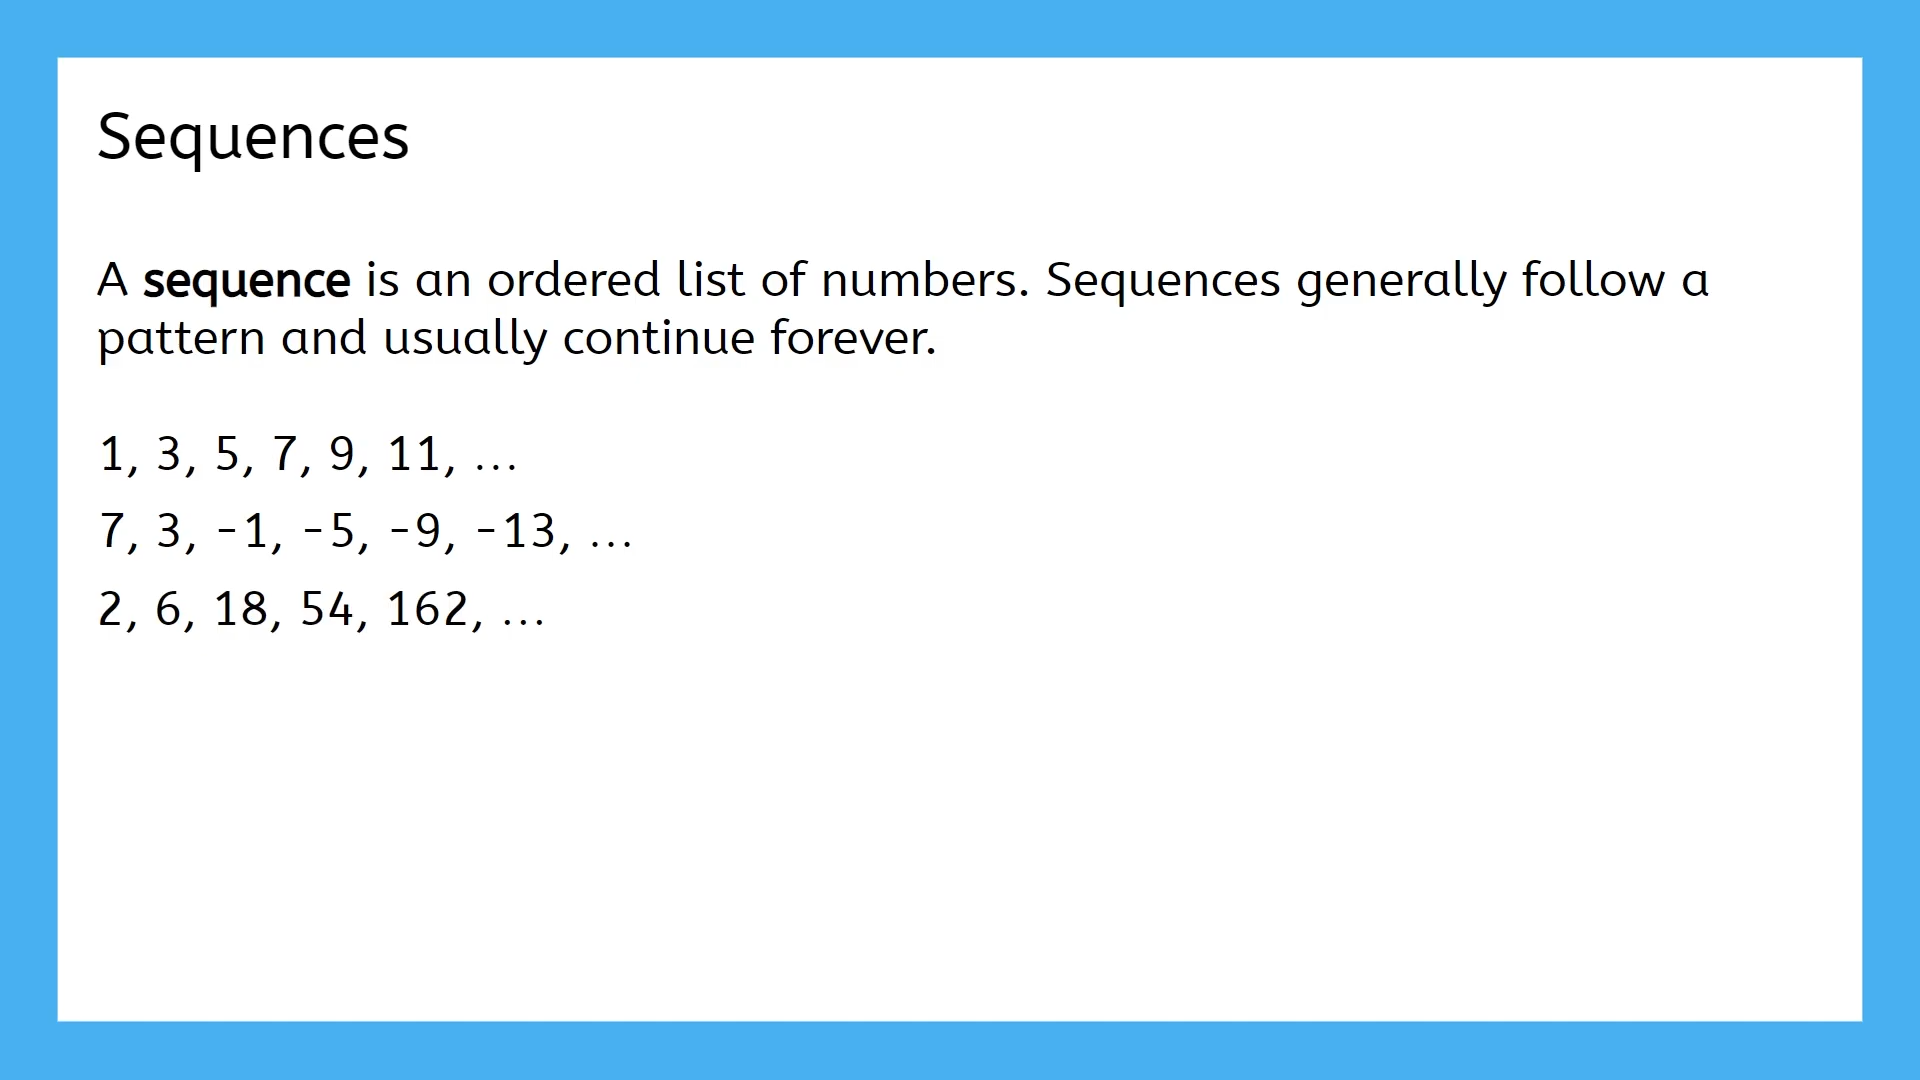 Sequences
A sequence is an ordered list of numbers. Sequences generally follow a
pattern and usually continue forever.
1, 3, 5, 7, 9, 11, …
7, 3, -1, -5, -9, -13, …
2, 6, 18, 54, 162, …